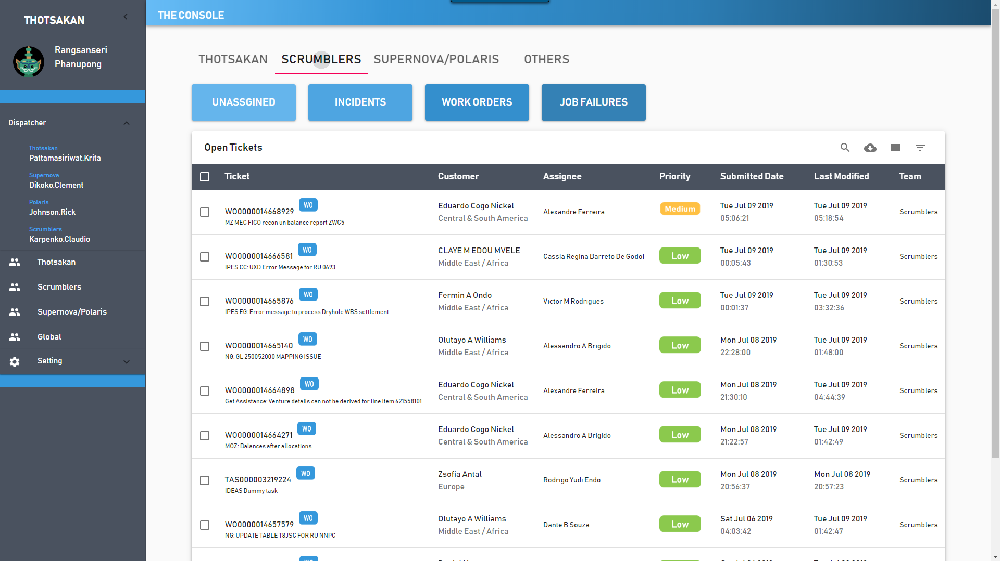 THOTSAKAN
Rangsanseri
Phanupong
Dispatcher
Thotsakan
Pattamasiriwat,Krita
Supernova
Dikoko,Clement
Polaris
Johnson,Rick
Scrumblers
Karpenko,Claudio
Thotsakan
Scrumblers
Supernova/Polaris
Global
Setting
THE CONSOLE
THOTSAKAN SCRUMBLERS SUPERNOVA/POLARIS OTHERS
UNASSGINED INCIDENTS WORK ORDERS JOB FAILURES
Open Tickets
Ticket Customer Assignee Priority Submitted Date Last Modified Team
WO0000014668929 WO Eduardo Cogo Nickel Alexandre Ferreira Medium Tue Jul 09 2019 Tue Jul 09 2019 Scrumblers
MZ MEC FICO recon un balance report ZWC5 Central & South America 05:06:21 05:18:54
WO0000014666581 WO CLAYE M EDOU MVELE Cassia Regina Barreto De Godoi Low Tue Jul 09 2019 Tue Jul 09 2019 Scrumblers
IPES CC: UXD Error Message for RU 0693 Middle East / Africa 00:05:43 01:30:53
WO0000014665876 WO Fermin A Ondo Victor M Rodrigues Low Tue Jul 09 2019 Tue Jul 09 2019 Scrumblers
IPES EG: Error message to process Dryhole WBS settlement Middle East / Africa 00:01:37 03:32:36
WO0000014665140 WO Olutayo A Williams Alessandro A Brigido Low Mon Jul 08 2019 Tue Jul 09 2019 Scrumblers
NG: GL 250052000 MAPPING ISSUE Middle East / Africa 22:28:00 01:48:00
WO0000014664898 WO Eduardo Cogo Nickel Alexandre Ferreira Low Mon Jul 08 2019 Tue Jul 09 2019 Scrumblers
Get Assistance: Venture details can not be derived for line item 621558101 Central & South America 21:30:10 04:44:39
WO0000014664271 WO Eduardo Cogo Nickel Alessandro A Brigido Low Mon Jul 08 2019 Tue Jul 09 2019 Scrumblers
MOZ: Balances after allocations Central & South America 21:22:57 01:42:49
TAS000003219224 WO Zsofia Antal Rodrigo Yudi Endo Low Mon Jul 08 2019 Mon Jul 08 2019 Scrumblers
IDEAS Dummy task Europe 20:56:37 20:57:23
WO0000014657579 WO Olutayo A Williams Dante B Souza Low Sat Jul 06 2019 Tue Jul 09 2019 Scrumblers
NG: UPDATE TABLE T8JSC FOR RU NNPC Middle East / Africa 04:03:42 01:42:47